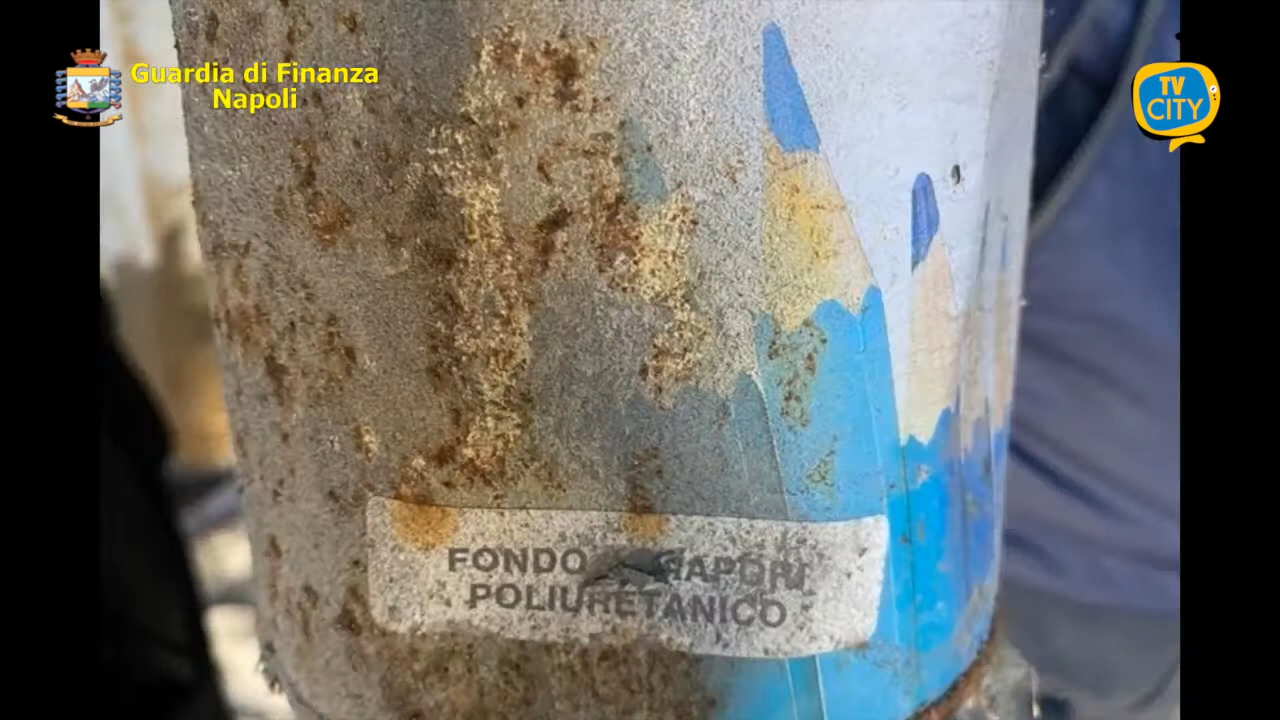 Guardia di Finanza
Napoli
TV
CITY
FONDO
POLIURETANICO